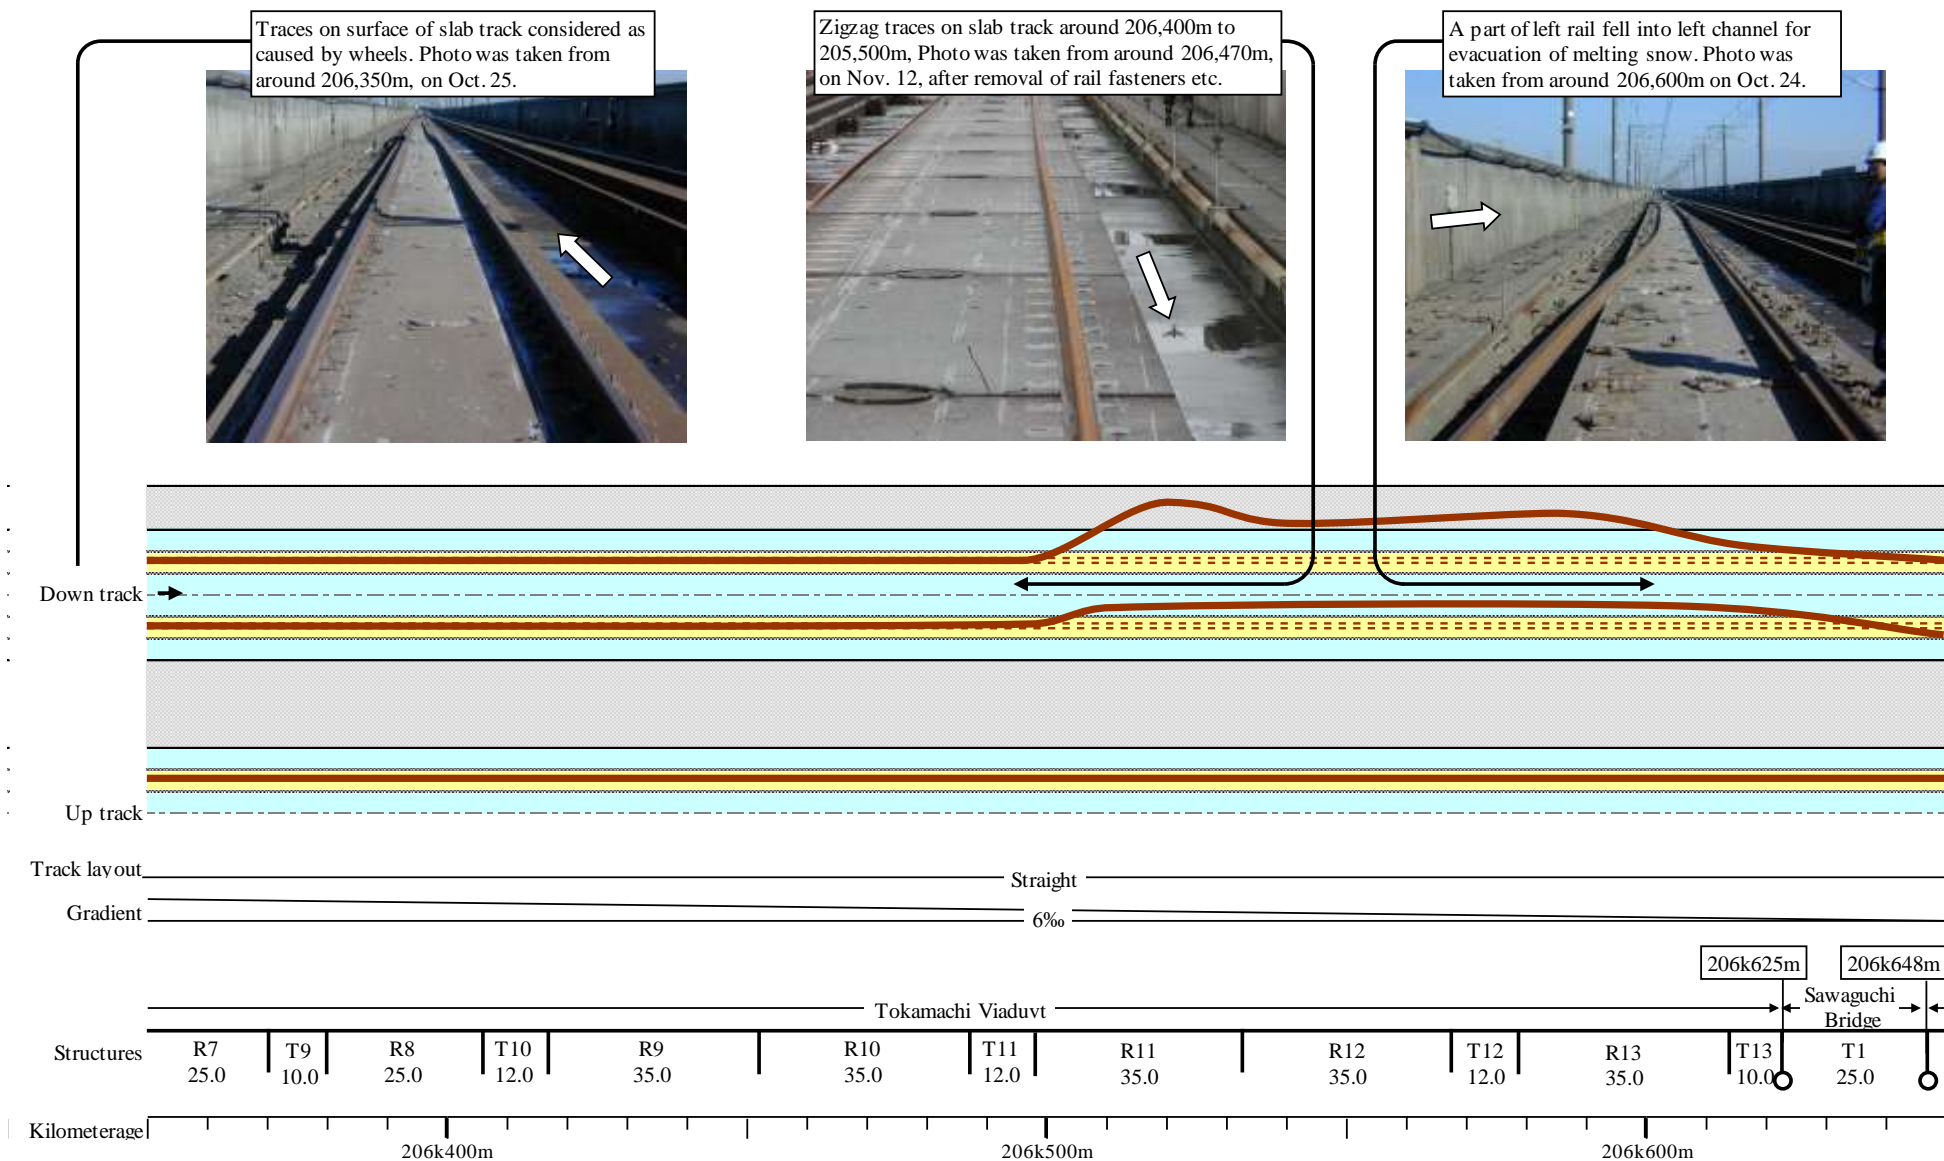 Traces on surface of slab track considered as
caused by wheels. Photo was taken from
around 206,350m, on Oct. 25.
Zigzag traces on slab track around 206,400m to
205,500m, Photo was taken from around 206,470m,
on Nov. 12, after removal of rail fasteners etc.
A part of left rail fell into left channel for
evacuation of melting snow. Photo was
taken from around 206,600m on Oct. 24.
Down track
Up track
Track layout
Straight
Gradient
6‰
206k625m
206k648m
Tokamachi Viaduvt
Sawaguchi
Bridge
Structures
R7
25.0
T9
10.0
R8
25.0
T10
12.0
R9
35.0
R10
35.0
T11
12.0
R11
35.0
R12
35.0
T12
12.0
R13
35.0
T13
10.0
T1
25.0
Kilometerage
206k400m
206k500m
206k600m